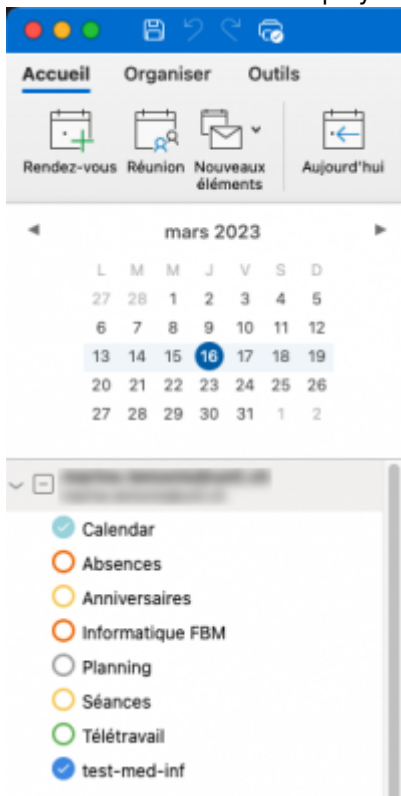 Accueil Organiser Outils
Rendez-vous Réunion Nouveaux éléments Aujourd'hui
mars 2023
L M M J V S D
27 28 1 2 3 4 5
6 7 8 9 10 11 12
13 14 15 16 17 18 19
20 21 22 23 24 25 26
27 28 29 30 31 1 2
Calendar
Absences
Anniversaires
Informatique FBM
Planning
Séances
Télétravail
test-med-inf